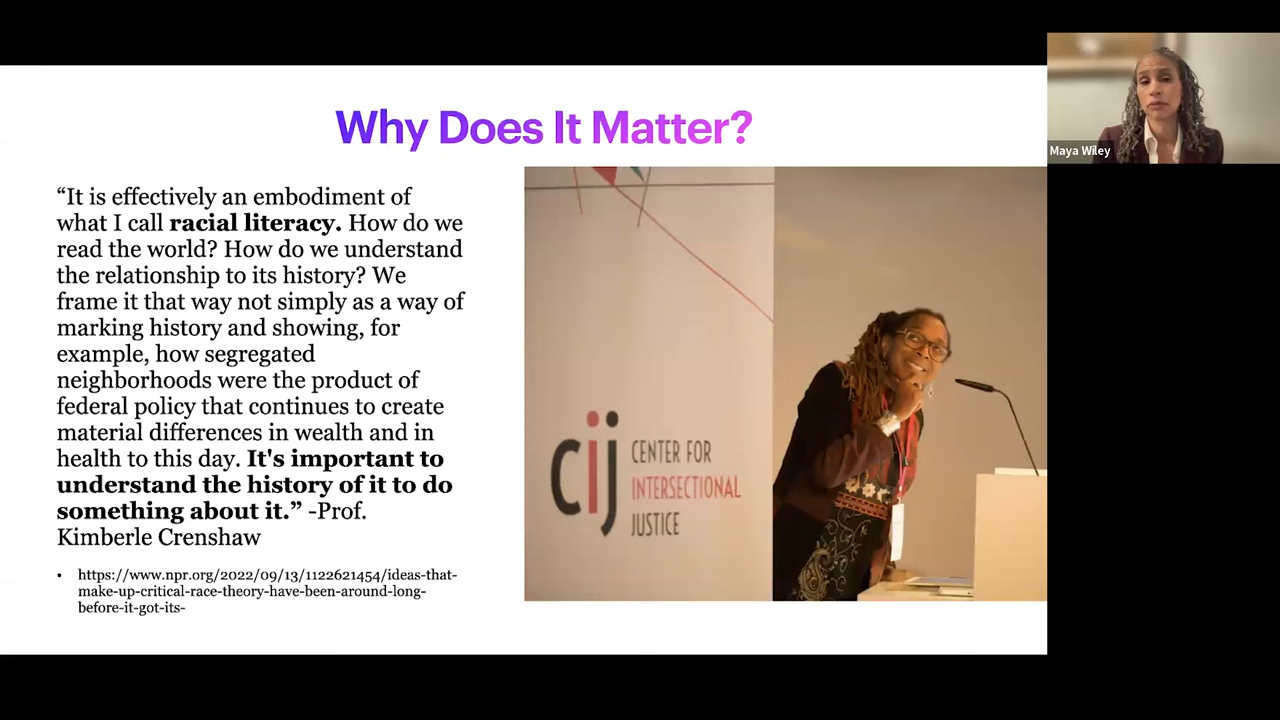 Why Does It Matter?
Maya Wiley
“It is effectively an embodiment of
what I call racial literacy. How do we
read the world? How do we understand
the relationship to its history? We
frame it that way not simply as a way of
marking history and showing, for
example, how segregated
neighborhoods were the product of
federal policy that continues to create
material differences in wealth and in
health to this day. It's important to
understand the history of it to do
something about it.” -Prof.
Kimberle Crenshaw
• https://www.npr.org/2022/09/13/1122621454/ideas-that-
make-up-critical-race-theory-have-been-around-long-
before-it-got-its-
cij
CENTER FOR
INTERSECTIONAL
JUSTICE